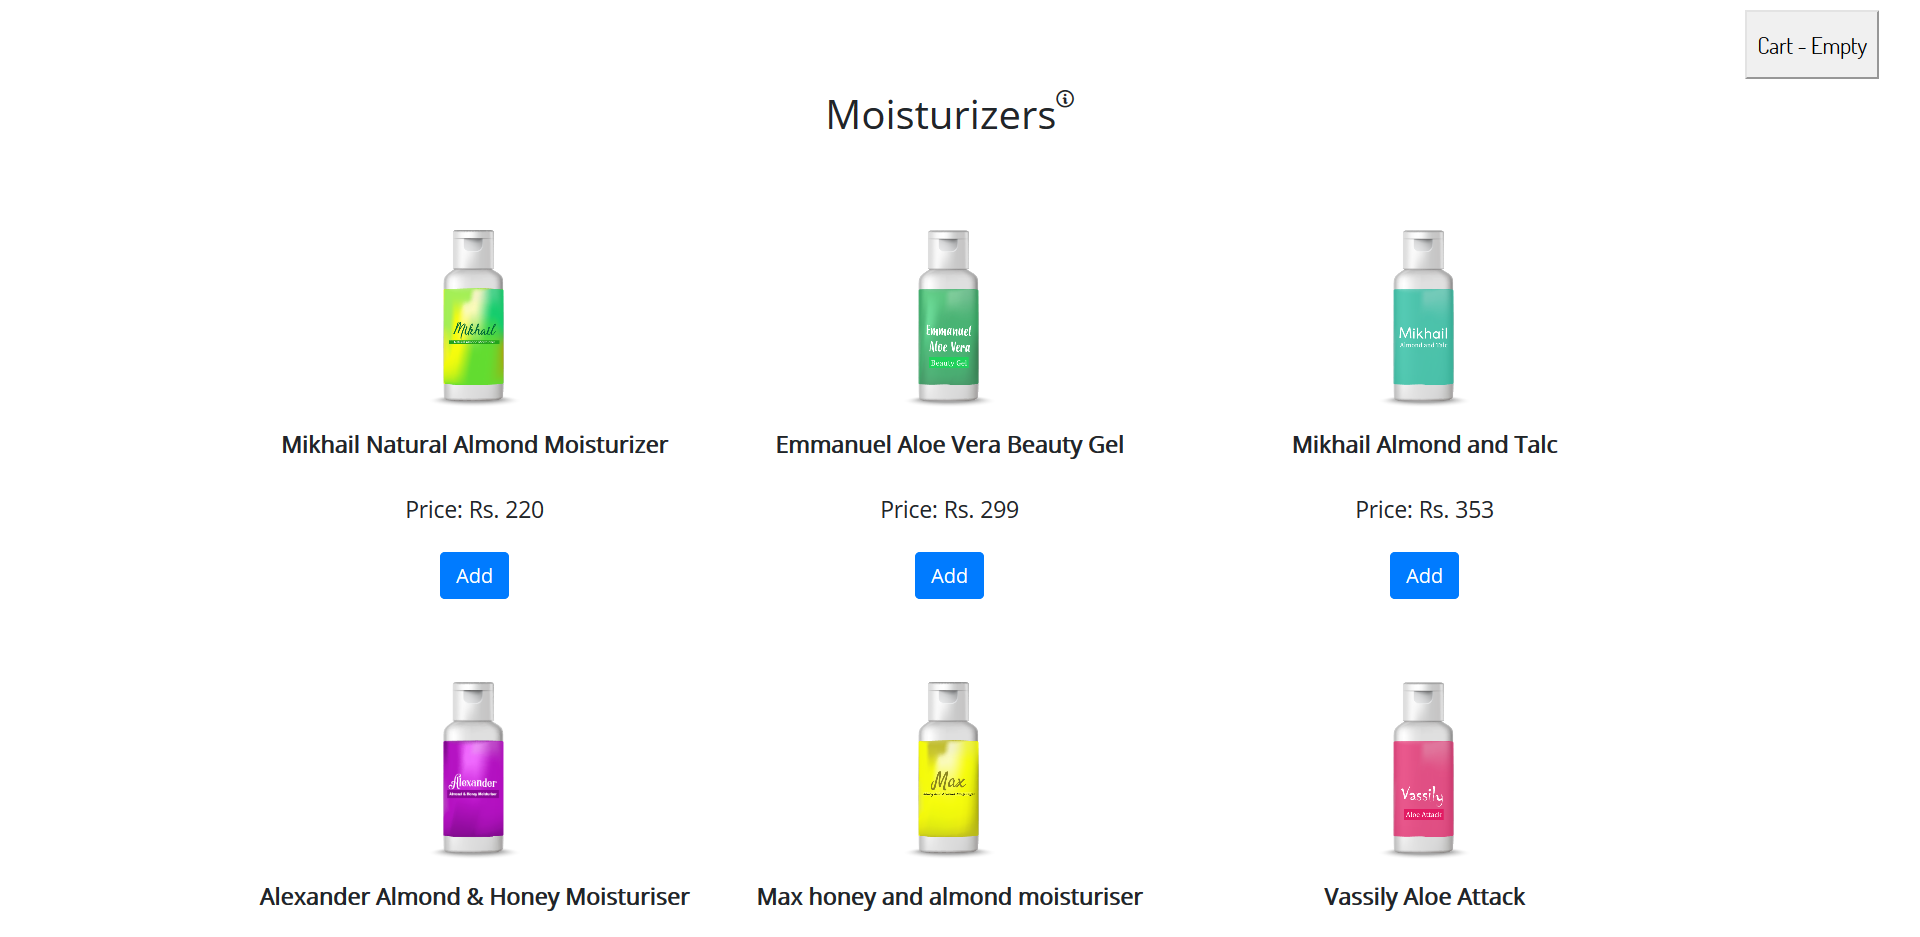 Cart - Empty
Moisturizers
Mikhail
Emmanuel
Aloe Vera
Beauty Gel
Mikhail
Almond and Talc
Mikhail Natural Almond Moisturizer
Emmanuel Aloe Vera Beauty Gel
Mikhail Almond and Talc
Price: Rs. 220
Price: Rs. 299
Price: Rs. 353
Add
Add
Add
Alexander
Almond & Honey Moisturiser
Max
Vassily
Aloe Attack
Alexander Almond & Honey Moisturiser
Max honey and almond moisturiser
Vassily Aloe Attack